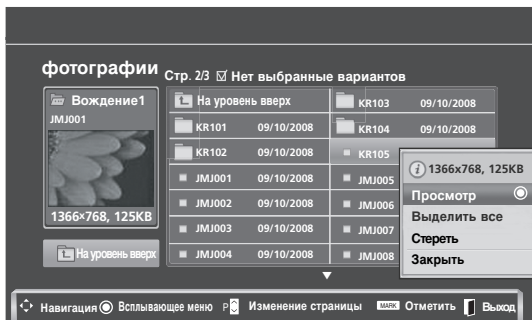 фотографии
Стр. 2/3 Нет выбранные вариантов
Вождение1
JMJ001
1366×768, 125KB
На уровень вверх
На уровень вверх
KR101 09/10/2008
KR102 09/10/2008
JMJ001 09/10/2008
JMJ002 09/10/2008
JMJ003 09/10/2008
JMJ004 09/10/2008
KR103 09/10/2008
KR104 09/10/2008
KR105
JMJ005
JMJ006
JMJ007
JMJ008
1366x768, 125KB
Просмотр
Выделить все
Стереть
Закрыть
Навигация Всплывающее меню P Изменение страницы MARK Отметить Выход